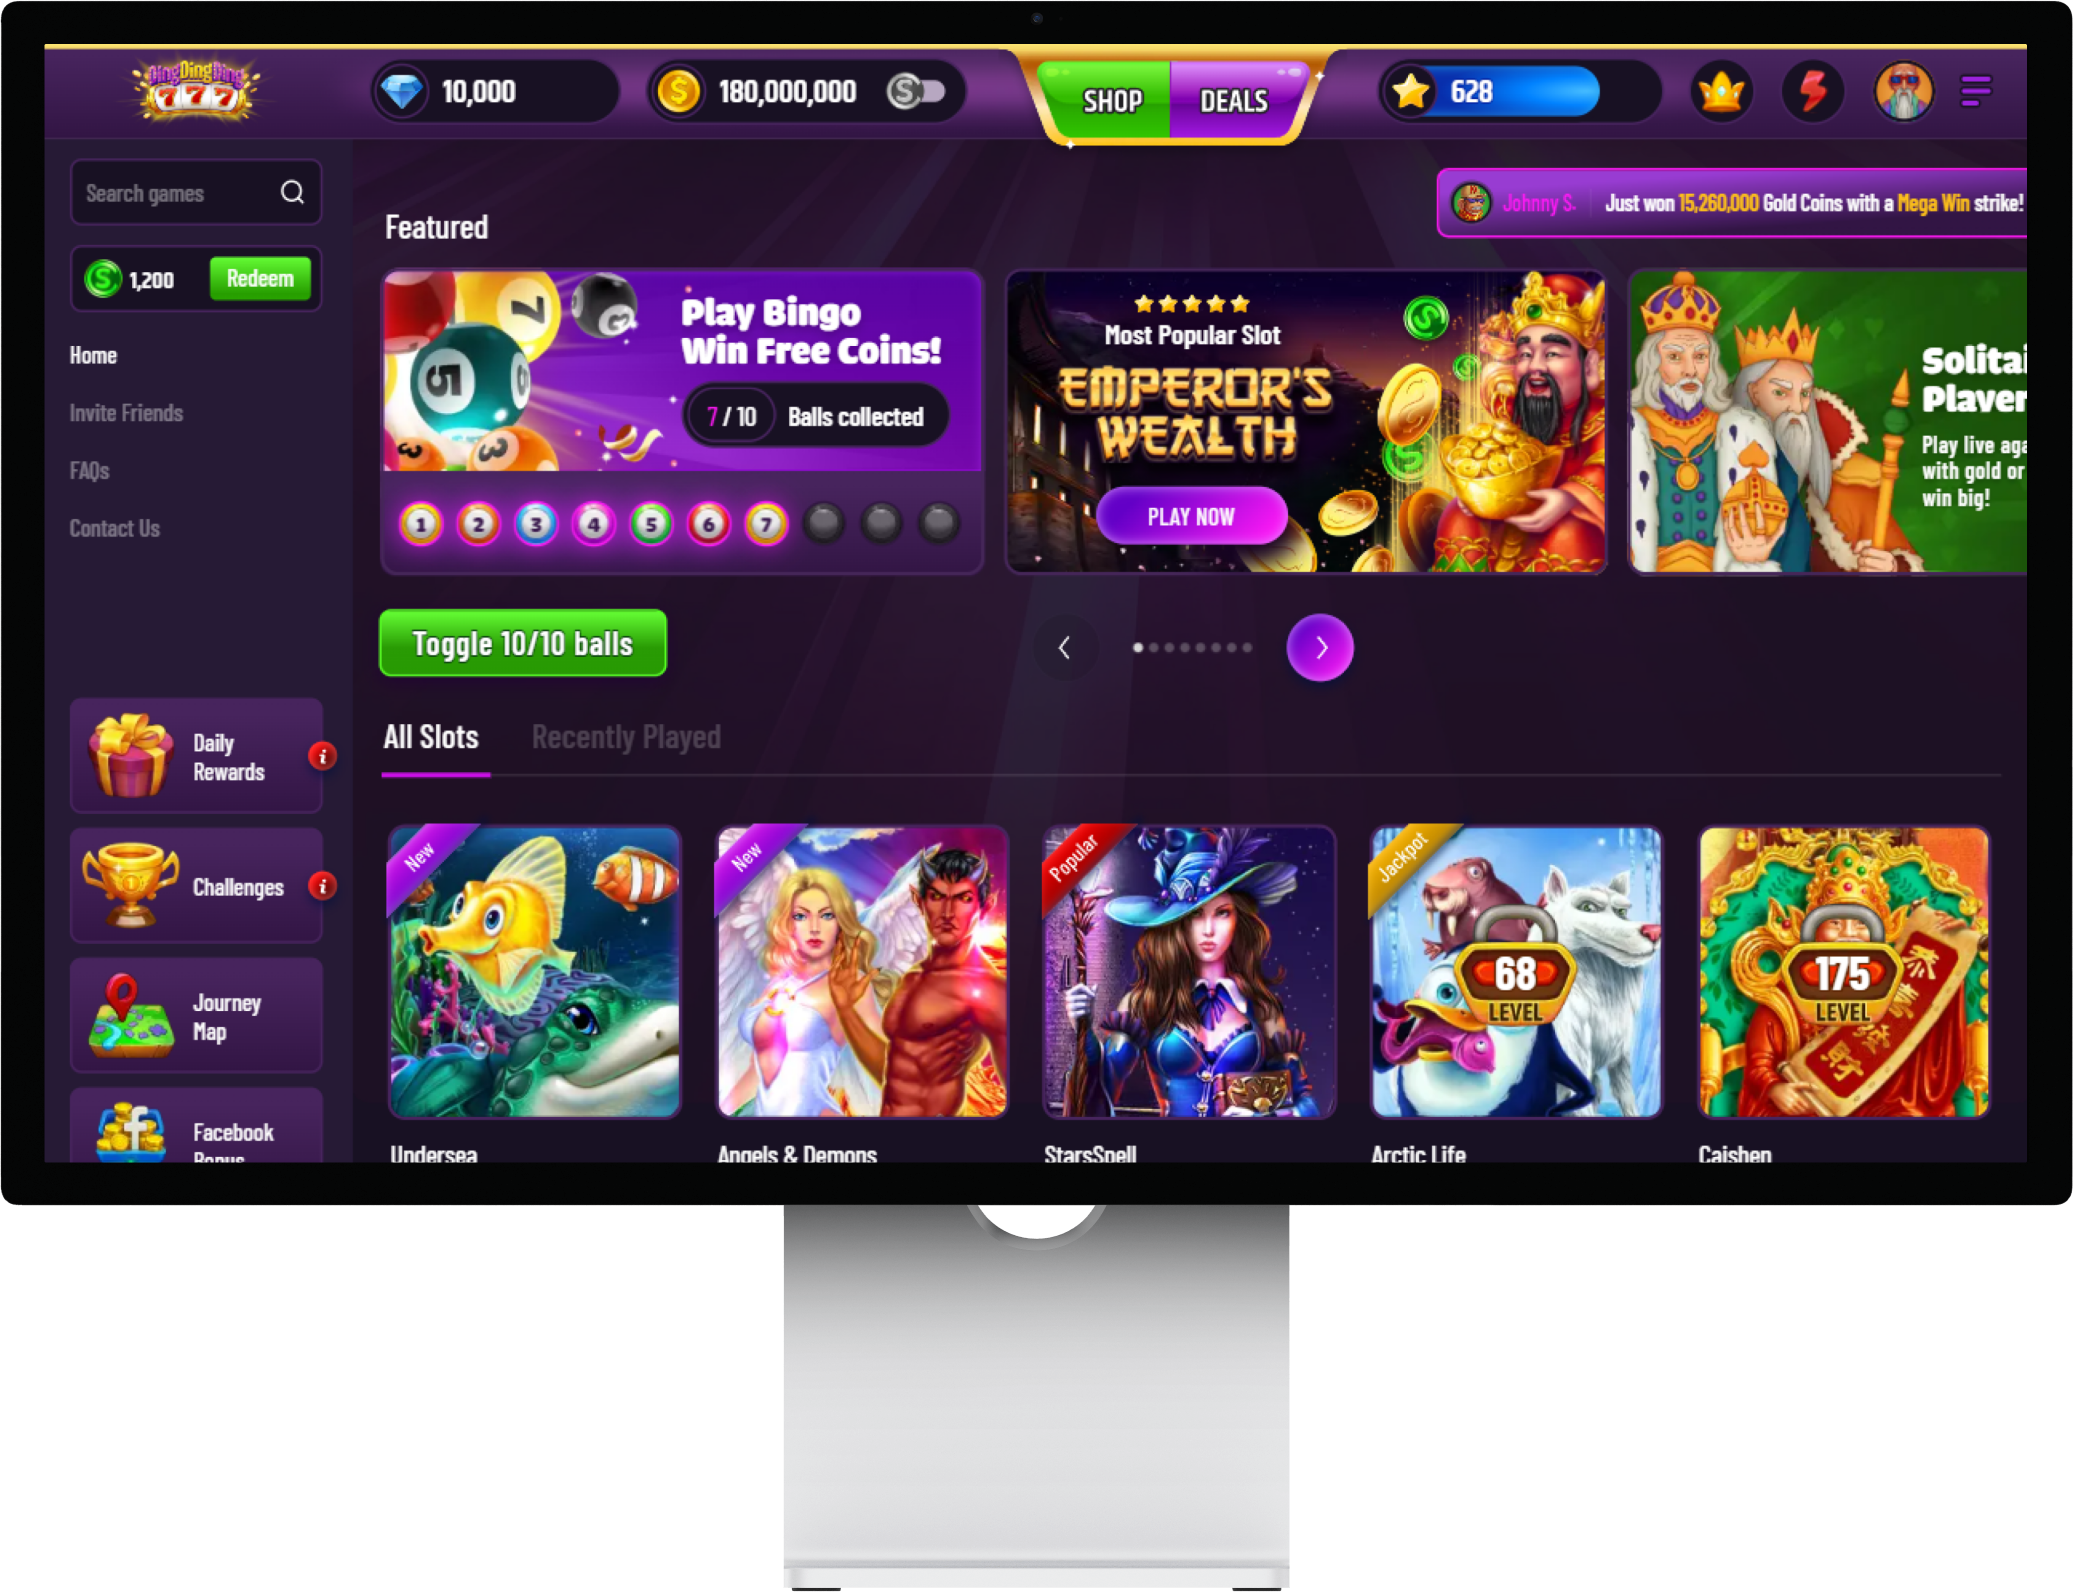 DingDingDing
777
10,000
180,000,000
SHOP
DEALS
628
Search games
1,200
Redeem
Home
Invite Friends
FAQs
Contact Us
Daily
Rewards
Challenges
Journey
Map
Facebook
Bonus
Johnny S.
Just won 15,260,000 Gold Coins with a Mega Win strike!
Featured
Play Bingo
Win Free Coins!
7 / 10 Balls collected
1 2 3 4 5 6 7
Most Popular Slot
EMPEROR'S
WEALTH
PLAY NOW
Solitai
Player
Play live aga
with gold or
win big!
Toggle 10/10 balls
All Slots
Recently Played
New
New
Popular
Jackpot
68
LEVEL
175
LEVEL
Undersea
Angels & Demons
StarsSpell
Arctic Life
Caishen